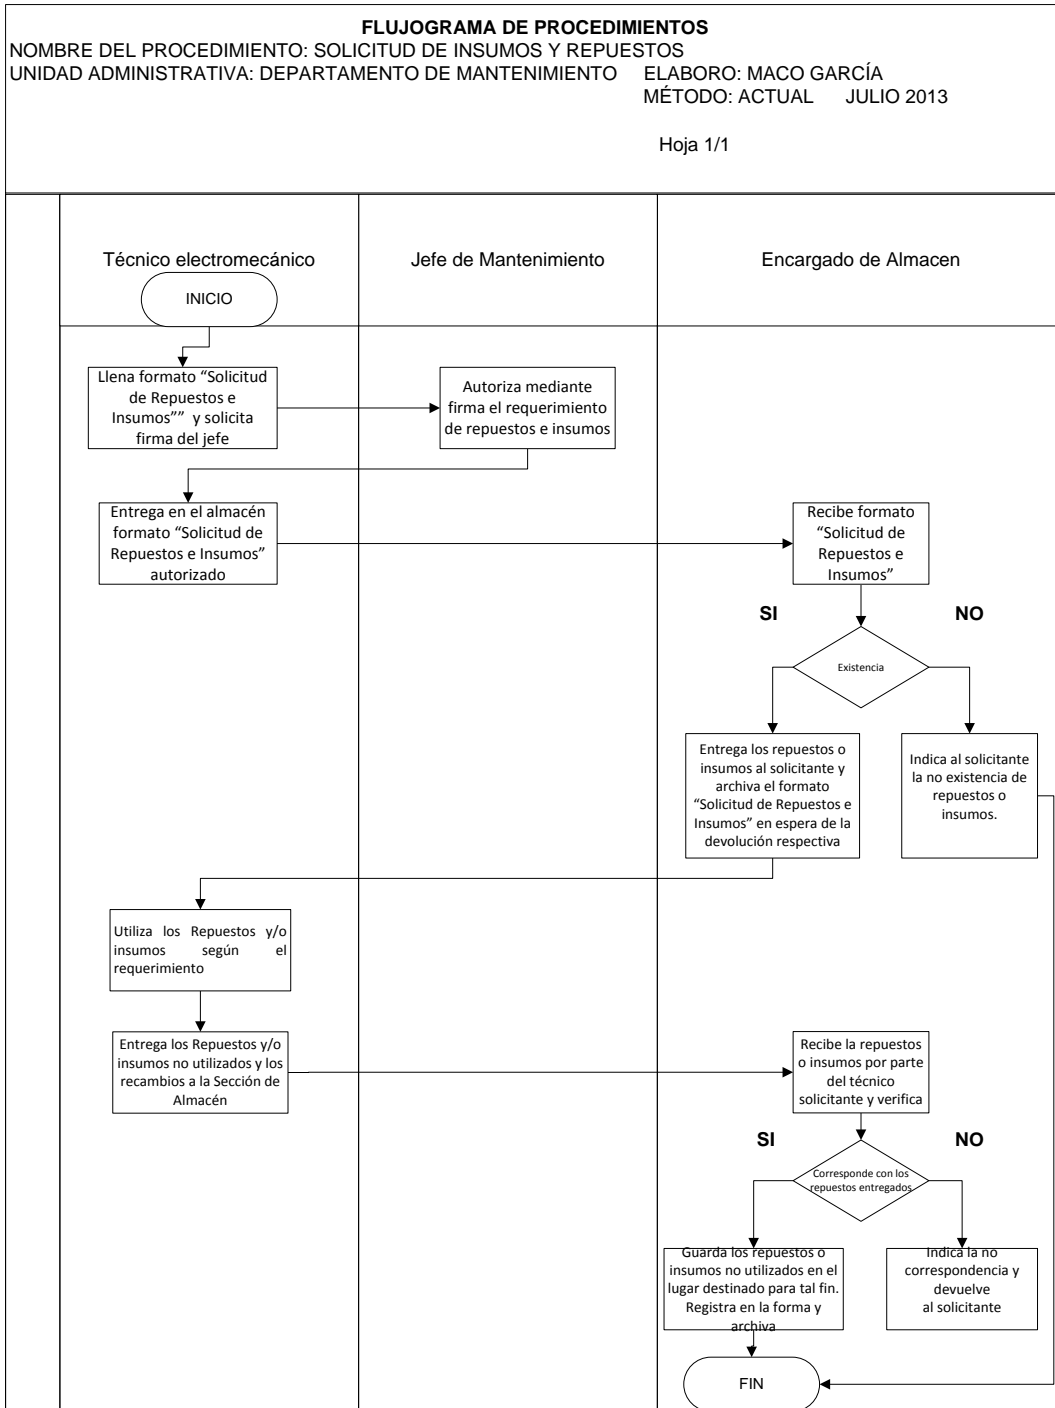 FLUJOGRAMA DE PROCEDIMIENTOS
NOMBRE DEL PROCEDIMIENTO: SOLICITUD DE INSUMOS Y REPUESTOS
UNIDAD ADMINISTRATIVA: DEPARTAMENTO DE MANTENIMIENTO ELABORO: MACO GARCÍA
MÉTODO: ACTUAL JULIO 2013
Hoja 1/1
Técnico electromecánico
Jefe de Mantenimiento
Encargado de Almacen
INICIO
Llena formato “Solicitud
de Repuestos e
Insumos”” y solicita
firma del jefe
Autoriza mediante
firma el requerimiento
de repuestos e insumos
Entrega en el almacén
formato “Solicitud de
Repuestos e Insumos”
autorizado
Recibe formato
“Solicitud de
Repuestos e
Insumos”
SI
NO
Existencia
Entrega los repuestos o
insumos al solicitante y
archiva el formato
“Solicitud de Repuestos e
Insumos” en espera de la
devolución respectiva
Indica al solicitante
la no existencia de
repuestos o
insumos.
Utiliza los Repuestos y/o
insumos según el
requerimiento
Entrega los Repuestos y/o
insumos no utilizados y los
recambios a la Sección de
Almacén
Recibe la repuestos
o insumos por parte
del técnico
solicitante y verifica
SI
NO
Corresponde con los
repuestos entregados
Guarda los repuestos o
insumos no utilizados en el
lugar destinado para tal fin.
Registra en la forma y
archiva
Indica la no
correspondencia y
devuelve
al solicitante
FIN